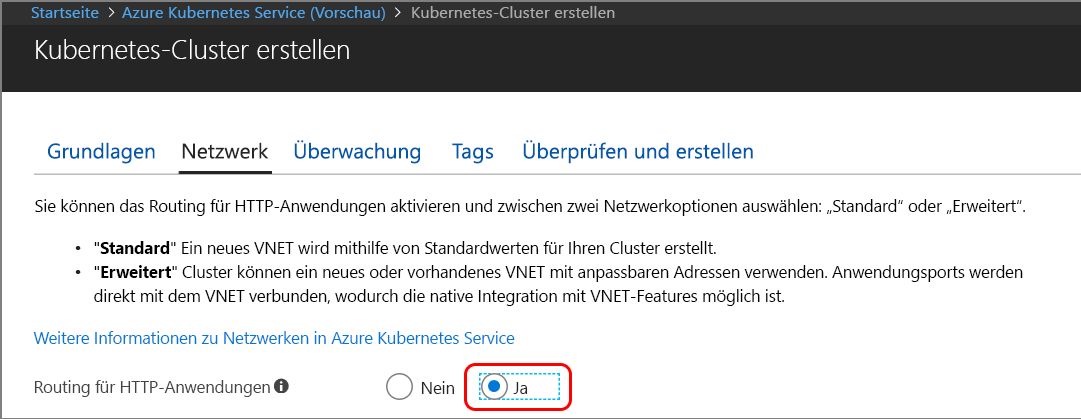 Startseite > Azure Kubernetes Service (Vorschau) > Kubernetes-Cluster erstellen
Kubernetes-Cluster erstellen
Grundlagen Netzwerk Überwachung Tags Überprüfen und erstellen
Sie können das Routing für HTTP-Anwendungen aktivieren und zwischen zwei Netzwerkoptionen auswählen: „Standard“ oder „Erweitert“.
• "Standard" Ein neues VNET wird mithilfe von Standardwerten für Ihren Cluster erstellt.
• "Erweitert" Cluster können ein neues oder vorhandenes VNET mit anpassbaren Adressen verwenden. Anwendungsports werden
direkt mit dem VNET verbunden, wodurch die native Integration mit VNET-Features möglich ist.
Weitere Informationen zu Netzwerken in Azure Kubernetes Service
Routing für HTTP-Anwendungen Nein Ja